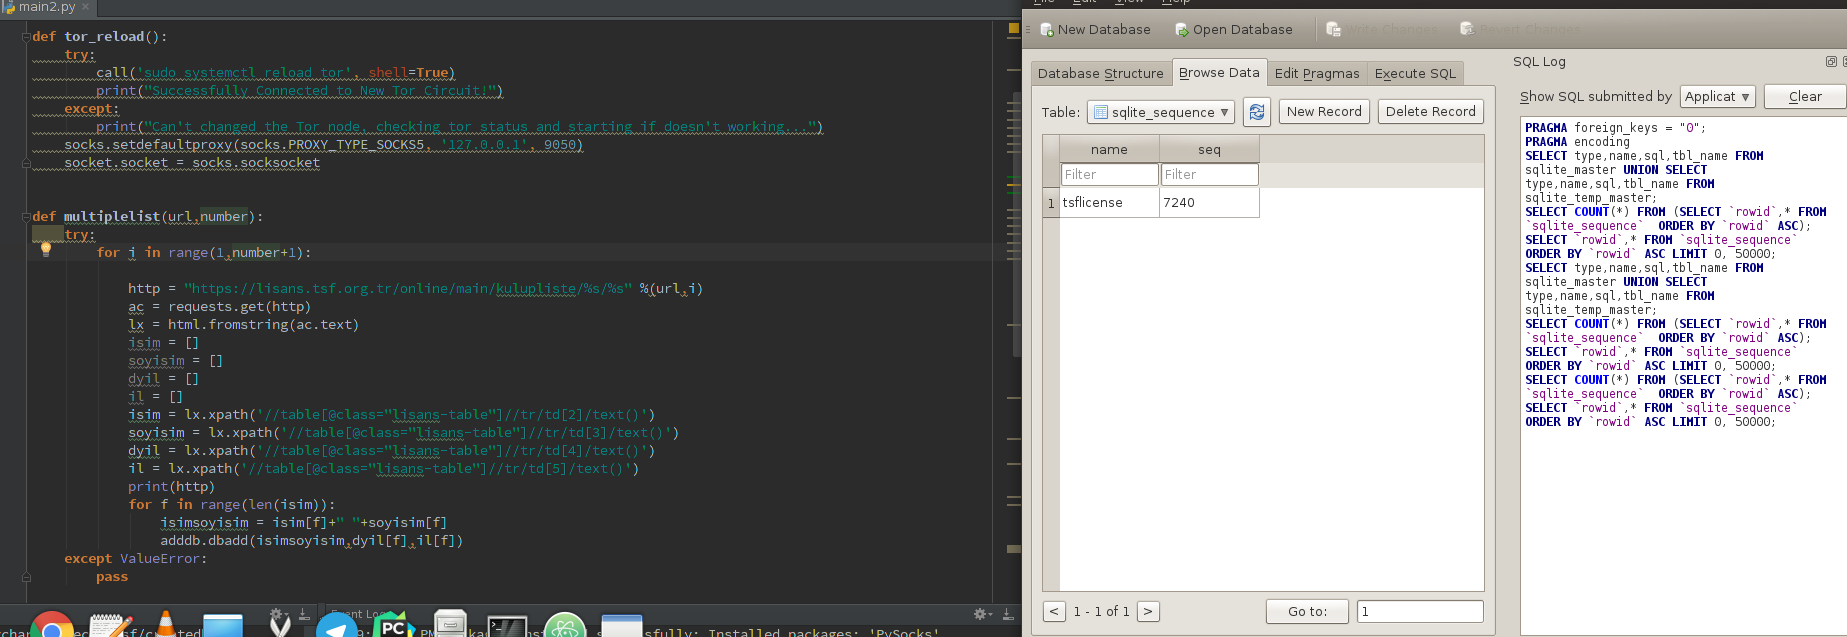 main2.py ×
def tor_reload():
try:
call('sudo systemctl reload tor', shell=True)
print("Successfully Connected to New Tor Circuit!")
except:
print("Can't changed the Tor node, checking tor status and starting if doesn't working...")
socks.setdefaultproxy(socks.PROXY_TYPE_SOCKS5, '127.0.0.1', 9050)
socket.socket = socks.socksocket
def multiplelist(url,number):
try:
for i in range(1,number+1):
http = "https://lisans.tsf.org.tr/online/main/kulupliste/%s/%s" %(url,i)
ac = requests.get(http)
lx = html.fromstring(ac.text)
isim = []
soyisim = []
dyil = []
il = []
isim = lx.xpath('//table[@class="lisans-table"]//tr/td[2]/text()')
soyisim = lx.xpath('//table[@class="lisans-table"]//tr/td[3]/text()')
dyil = lx.xpath('//table[@class="lisans-table"]//tr/td[4]/text()')
il = lx.xpath('//table[@class="lisans-table"]//tr/td[5]/text()')
print(http)
for f in range(len(isim)):
isimsoyisim = isim[f]+" "+soyisim[f]
adddb.dbadd(isimsoyisim,dyil[f],il[f])
except ValueError:
pass
Event Log
Installed packages: 'PySocks'
PC
File Edit View Help
New Database Open Database Write Changes Revert Changes
Database Structure Browse Data Edit Pragmas Execute SQL
Table: sqlite_sequence New Record Delete Record
name seq
Filter Filter
1 tsflicense 7240
< 1 - 1 of 1 > Go to: 1
SQL Log
Show SQL submitted by Applicat Clear
PRAGMA foreign_keys = "0";
PRAGMA encoding
SELECT type,name,sql,tbl_name FROM
sqlite_master UNION SELECT
type,name,sql,tbl_name FROM
sqlite_temp_master;
SELECT COUNT(*) FROM (SELECT `rowid`,* FROM
`sqlite_sequence` ORDER BY `rowid` ASC);
SELECT `rowid`,* FROM `sqlite_sequence`
ORDER BY `rowid` ASC LIMIT 0, 50000;
SELECT type,name,sql,tbl_name FROM
sqlite_master UNION SELECT
type,name,sql,tbl_name FROM
sqlite_temp_master;
SELECT COUNT(*) FROM (SELECT `rowid`,* FROM
`sqlite_sequence` ORDER BY `rowid` ASC);
SELECT `rowid`,* FROM `sqlite_sequence`
ORDER BY `rowid` ASC LIMIT 0, 50000;
SELECT COUNT(*) FROM (SELECT `rowid`,* FROM
`sqlite_sequence` ORDER BY `rowid` ASC);
SELECT `rowid`,* FROM `sqlite_sequence`
ORDER BY `rowid` ASC LIMIT 0, 50000;